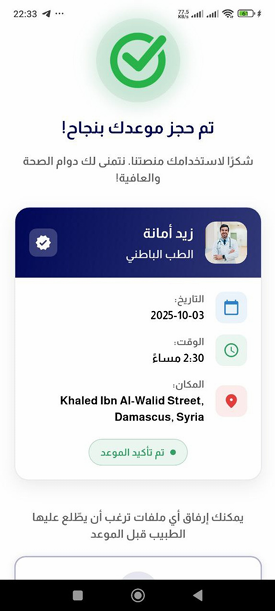 22:33
77.5
KB/s
تم حجز موعدك بنجاح!
شكرًا لاستخدامك منصتنا. نتمنى لك دوام الصحة
والعافية!
زيد أمانة
الطب الباطني
التاريخ:
2025-10-03
الوقت:
2:30 مساءً
المكان:
Khaled Ibn Al-Walid Street,
Damascus, Syria
تم تأكيد الموعد
يمكنك إرفاق أي ملفات ترغب أن يطّلع عليها
الطبيب قبل الموعد